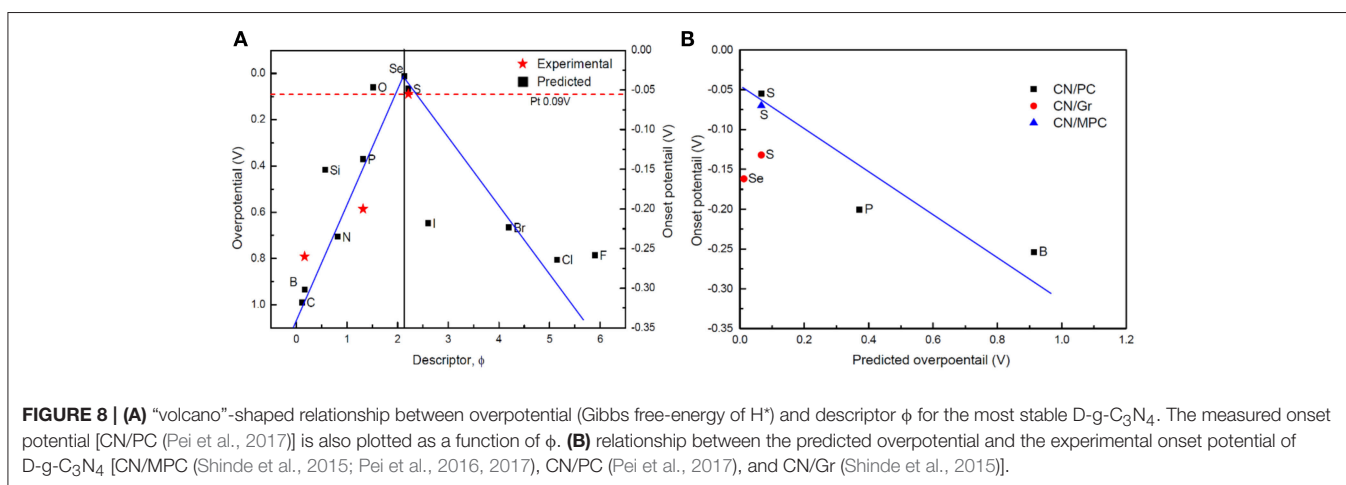 A
B
0.0
0.2
0.4
0.6
0.8
1.0
Overpotential (V)
0
1
2
3
4
5
6
Descriptor, ϕ
0.00
-0.05
-0.10
-0.15
-0.20
-0.25
-0.30
-0.35
Onset potentail (V)
Experimental
Predicted
Pt 0.09V
Se
O
S
P
Si
N
I
Br
Cl
F
B
C
0.00
-0.05
-0.10
-0.15
-0.20
-0.25
-0.30
-0.35
Onset potentail (V)
0.0
0.2
0.4
0.6
0.8
1.0
1.2
Predicted overpoentail (V)
CN/PC
CN/Gr
CN/MPC
S
S
S
Se
P
B
FIGURE 8 | (A) “volcano”-shaped relationship between overpotential (Gibbs free-energy of H*) and descriptor ϕ for the most stable D-g-C₃N₄. The measured onset
potential [CN/PC (Pei et al., 2017)] is also plotted as a function of ϕ. (B) relationship between the predicted overpotential and the experimental onset potential of
D-g-C₃N₄ [CN/MPC (Shinde et al., 2015; Pei et al., 2016, 2017), CN/PC (Pei et al., 2017), and CN/Gr (Shinde et al., 2015)].